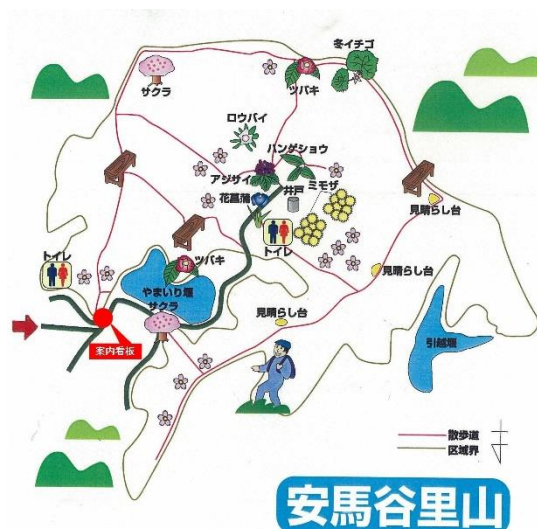 冬イチゴ
サクラ
ツバキ
ロウバイ
ハンゲショウ
アジサイ
井戸
ミモザ
花菖蒲
見晴らし台
トイレ
ツバキ
トイレ
見晴らし台
やまいり堰
サクラ
見晴らし台
引越堰
案内看板
散歩道
区域界
安馬谷里山